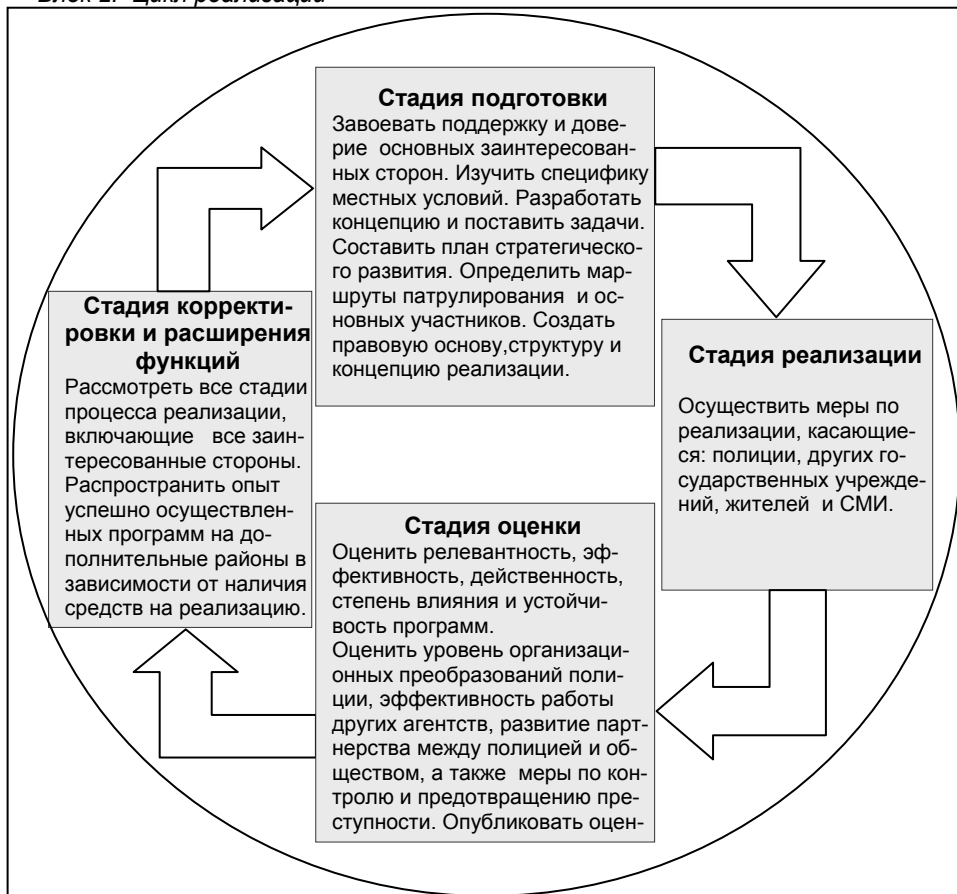 Блок 2. Цикл реализации
Стадия подготовки
Завоевать поддержку и дове-
рие основных заинтересован-
ных сторон. Изучить специфику
местных условий. Разработать
концепцию и поставить задачи.
Составить план стратегическо-
го развития. Определить мар-
шруты патрулирования и ос-
новных участников. Создать
правовую основу,структуру и
концепцию реализации.
Стадия реализации
Осуществить меры по
реализации, касающие-
ся: полиции, других го-
сударственных учрежде-
ний, жителей и СМИ.
Стадия оценки
Оценить релевантность, эф-
фективность, действенность,
степень влияния и устойчи-
вость программ.
Оценить уровень организаци-
онных преобразований поли-
ции, эффективность работы
других агентств, развитие парт-
нерства между полицией и об-
ществом, а также меры по кон-
тролю и предотвращению пре-
ступности. Опубликовать оцен-
Стадия корректи-
ровки и расширения
функций
Рассмотреть все стадии
процесса реализации,
включающие все заин-
тересованные стороны.
Распространить опыт
успешно осуществлен-
ных программ на до-
полнительные районы в
зависимости от наличия
средств на реализацию.